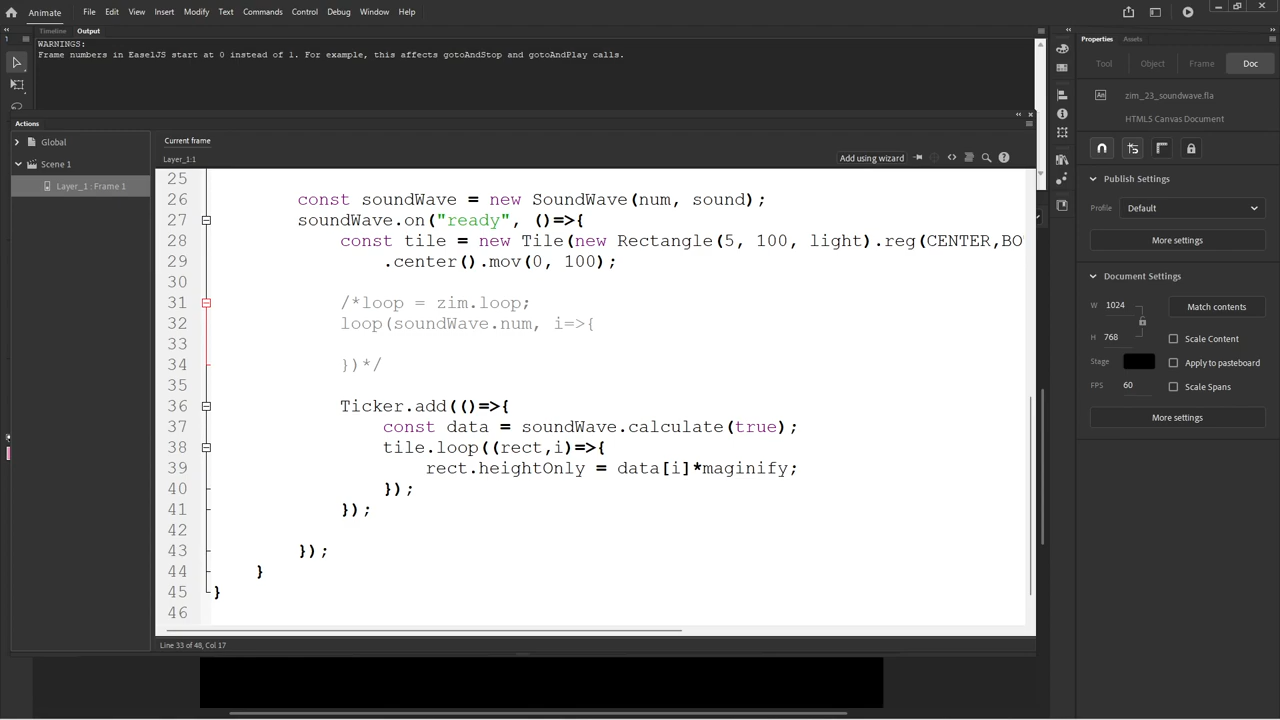 Animate File Edit View Insert Modify Text Commands Control Debug Window Help
Timeline Output
WARNINGS:
Frame numbers in EaselJS start at 0 instead of 1. For example, this affects gotoAndStop and gotoAndPlay calls.
Actions
Global
Scene 1
Layer_1 : Frame 1
Current frame
Layer_1:1
Add using wizard
25
26 const soundWave = new SoundWave(num, sound);
27 soundWave.on("ready", ()=>{
28 const tile = new Tile(new Rectangle(5, 100, light).reg(CENTER,BO
29 .center().mov(0, 100);
30
31 /*loop = zim.loop;
32 loop(soundWave.num, i=>{
33
34 })*/
35
36 Ticker.add(()=>{
37 const data = soundWave.calculate(true);
38 tile.loop((rect,i)=>{
39 rect.heightOnly = data[i]*maginify;
40 });
41 });
42
43 });
44 }
45 }
46
Line 33 of 48, Col 17
Properties Assets
Tool Object Frame Doc
An zim_23_soundwave.fla
HTML5 Canvas Document
Publish Settings
Profile Default
More settings
Document Settings
W 1024 Match contents
H 768 Scale Content
Stage Apply to pasteboard
FPS 60 Scale Spans
More settings